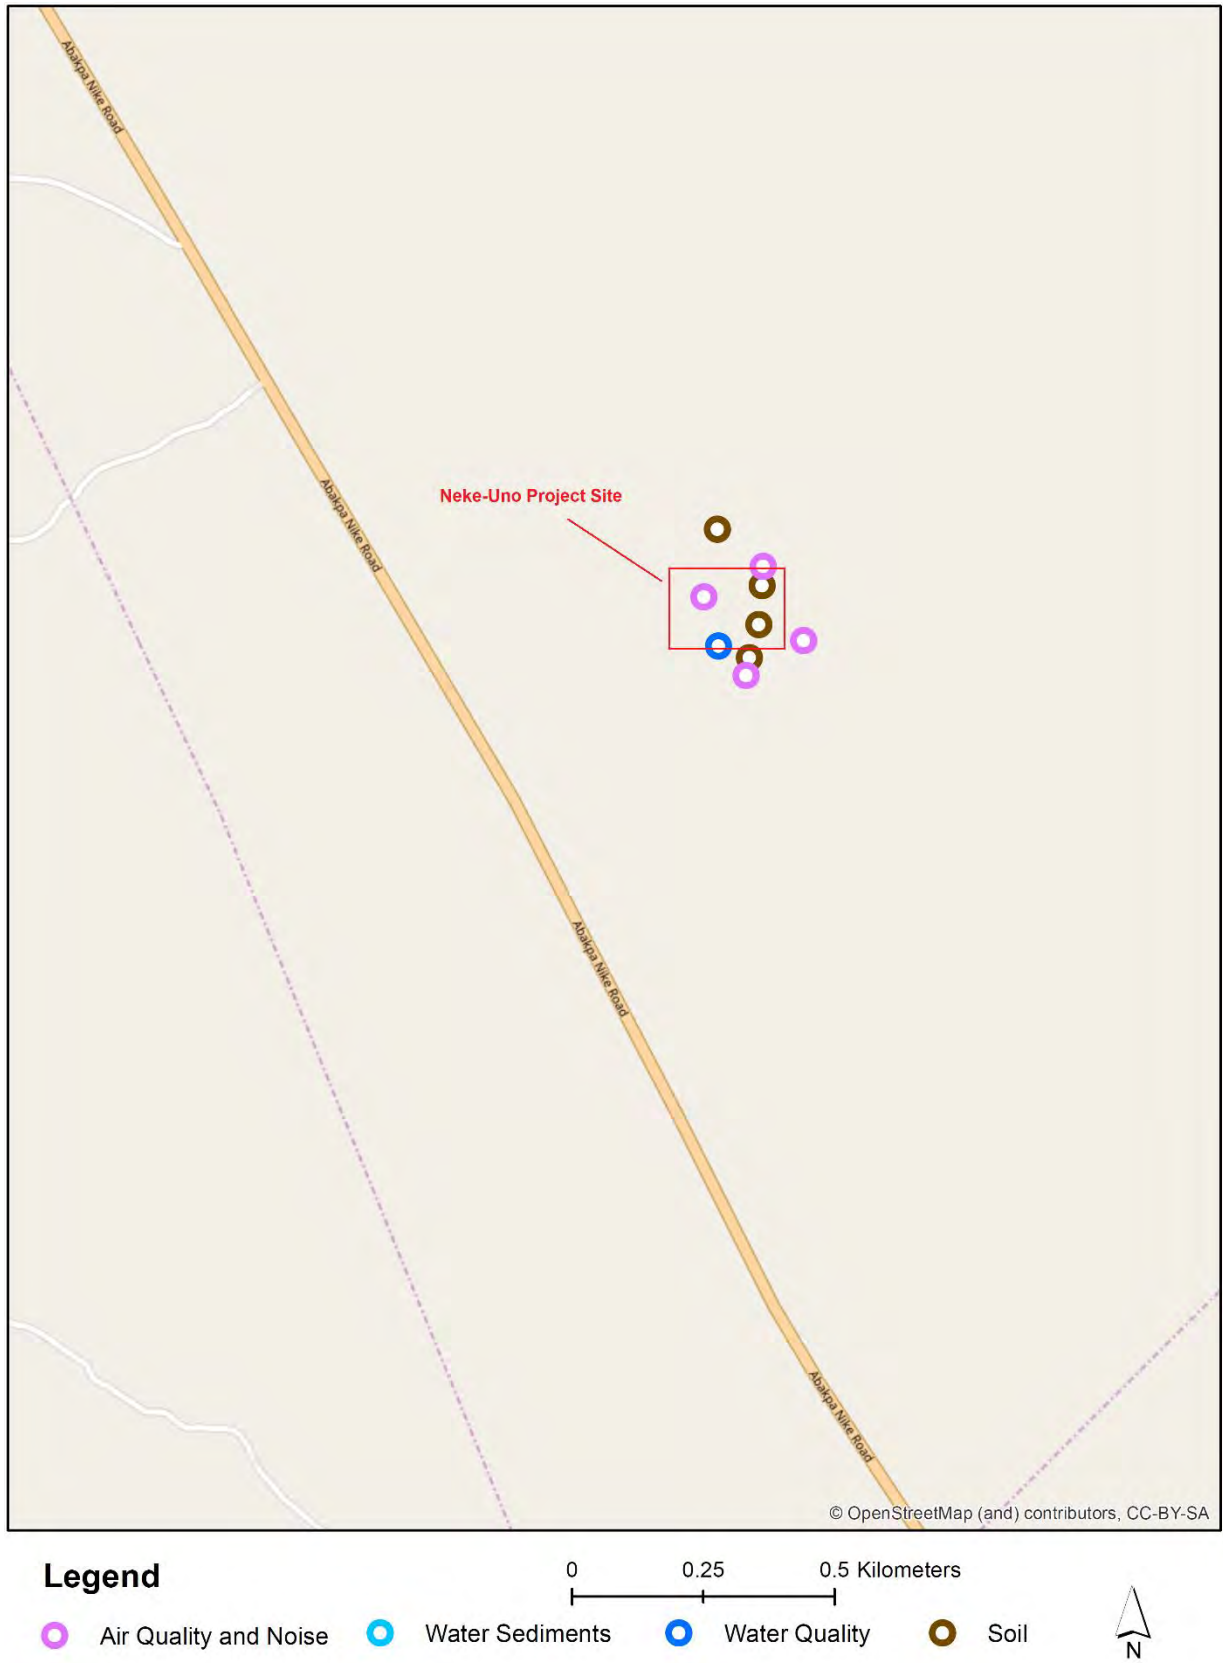 Abakpa Nike Road
Abakpa Nike Road
Neke-Uno Project Site
Abakpa Nike Road
Abakpa Nike Road
© OpenStreetMap (and) contributors, CC-BY-SA
Legend
0 0.25 0.5 Kilometers
Air Quality and Noise Water Sediments Water Quality Soil
N